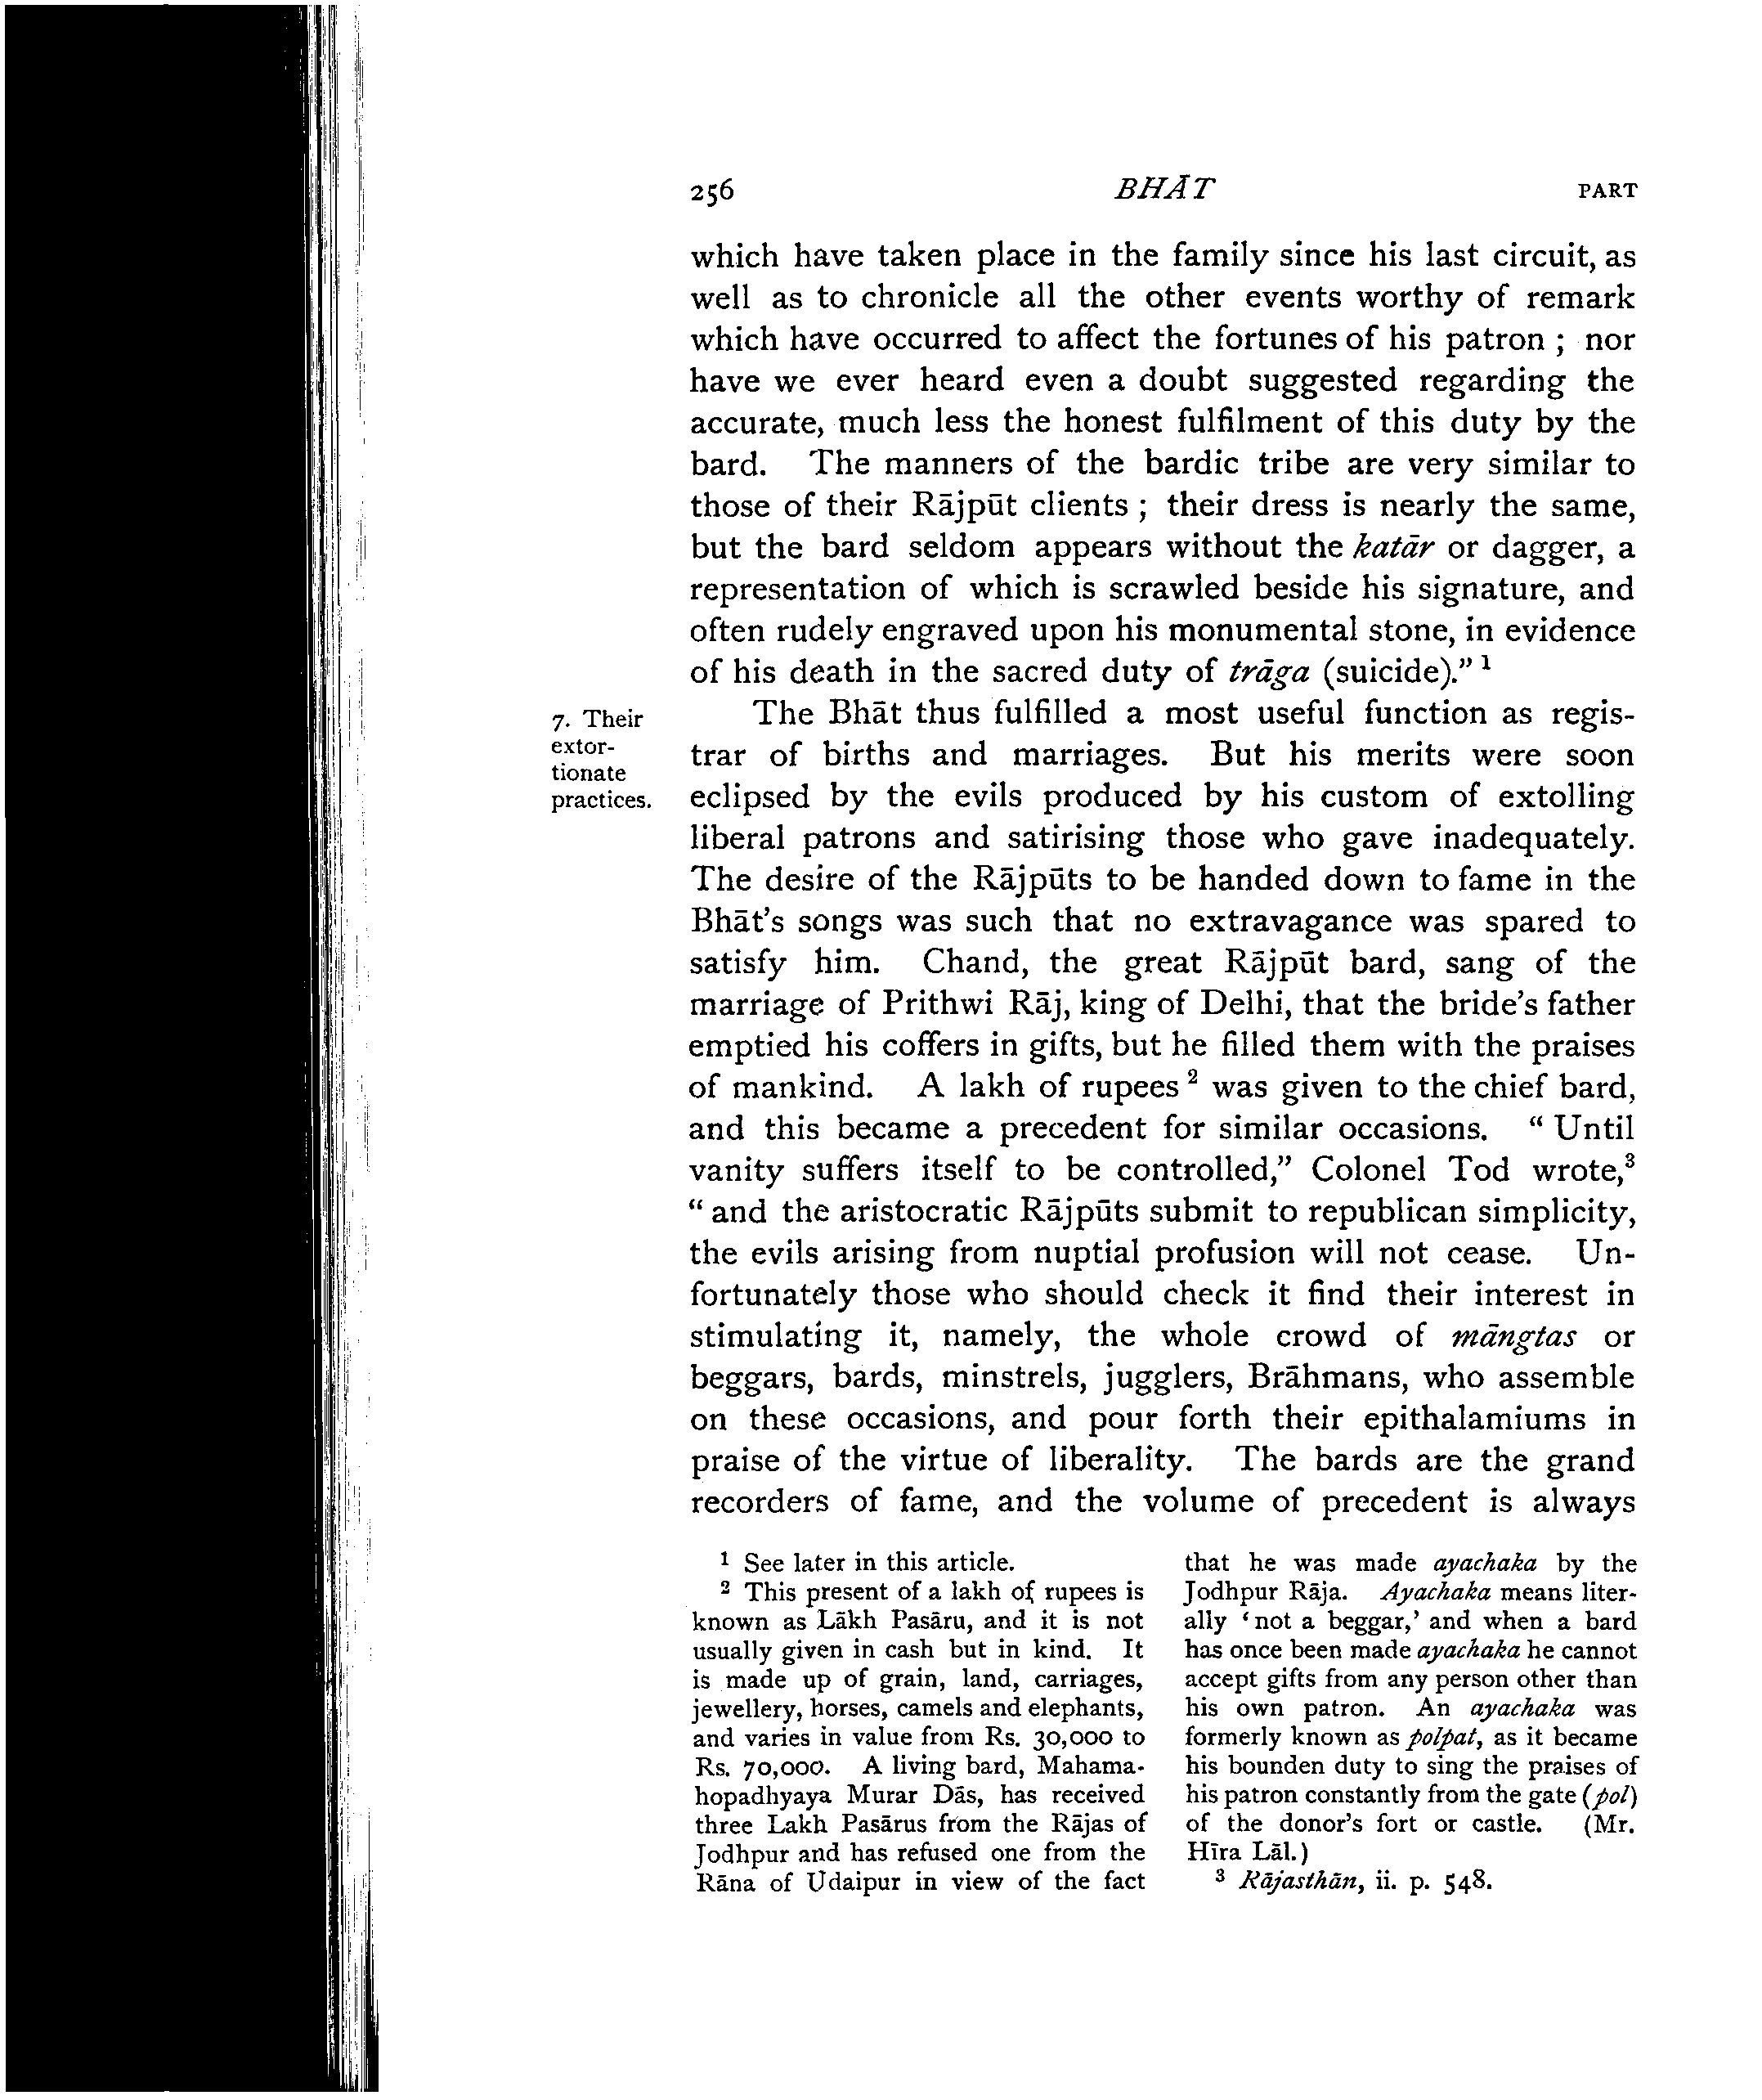 256 BHĀT PART
which have taken place in the family since his last circuit, as
well as to chronicle all the other events worthy of remark
which have occurred to affect the fortunes of his patron ; nor
have we ever heard even a doubt suggested regarding the
accurate, much less the honest fulfilment of this duty by the
bard. The manners of the bardic tribe are very similar to
those of their Rājpūt clients ; their dress is nearly the same,
but the bard seldom appears without the katār or dagger, a
representation of which is scrawled beside his signature, and
often rudely engraved upon his monumental stone, in evidence
of his death in the sacred duty of trāga (suicide)." 1
7. Their
extor-
tionate
practices.
The Bhāt thus fulfilled a most useful function as regis-
trar of births and marriages. But his merits were soon
eclipsed by the evils produced by his custom of extolling
liberal patrons and satirising those who gave inadequately.
The desire of the Rājpūts to be handed down to fame in the
Bhāt's songs was such that no extravagance was spared to
satisfy him. Chand, the great Rājpūt bard, sang of the
marriage of Prithwi Rāj, king of Delhi, that the bride's father
emptied his coffers in gifts, but he filled them with the praises
of mankind. A lakh of rupees 2 was given to the chief bard,
and this became a precedent for similar occasions. " Until
vanity suffers itself to be controlled," Colonel Tod wrote,3
" and the aristocratic Rājpūts submit to republican simplicity,
the evils arising from nuptial profusion will not cease. Un-
fortunately those who should check it find their interest in
stimulating it, namely, the whole crowd of māngtas or
beggars, bards, minstrels, jugglers, Brāhmans, who assemble
on these occasions, and pour forth their epithalamiums in
praise of the virtue of liberality. The bards are the grand
recorders of fame, and the volume of precedent is always
1 See later in this article.
2 This present of a lakh of rupees is
known as Lākh Pasāru, and it is not
usually given in cash but in kind. It
is made up of grain, land, carriages,
jewellery, horses, camels and elephants,
and varies in value from Rs. 30,000 to
Rs. 70,000. A living bard, Mahama-
hopadhyaya Murar Dās, has received
three Lakh Pasārus from the Rājas of
Jodhpur and has refused one from the
Rāna of Udaipur in view of the fact
that he was made ayachaka by the
Jodhpur Rāja. Ayachaka means liter-
ally ' not a beggar,' and when a bard
has once been made ayachaka he cannot
accept gifts from any person other than
his own patron. An ayachaka was
formerly known as polpat, as it became
his bounden duty to sing the praises of
his patron constantly from the gate (pol)
of the donor's fort or castle. (Mr.
Hīra Lāl.)
3 Rājasthān, ii. p. 548.